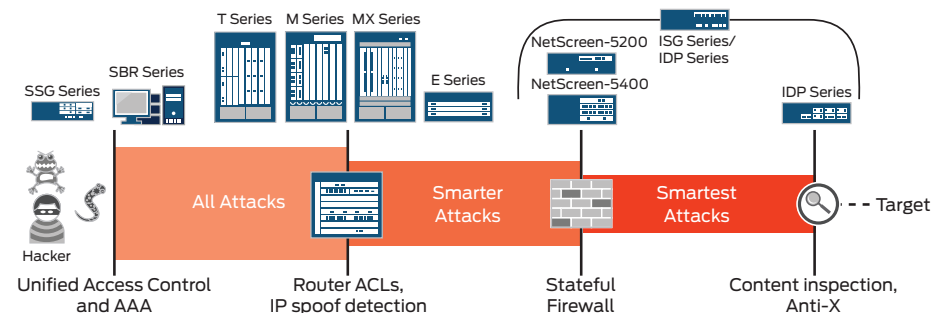 T Series
M Series
MX Series
NetScreen-5200
ISG Series/
IDP Series
SSG Series
SBR Series
E Series
NetScreen-5400
IDP Series
All Attacks
Smarter
Attacks
Smartest
Attacks
Target
Hacker
Unified Access Control
and AAA
Router ACLs,
IP spoof detection
Stateful
Firewall
Content inspection,
Anti-X